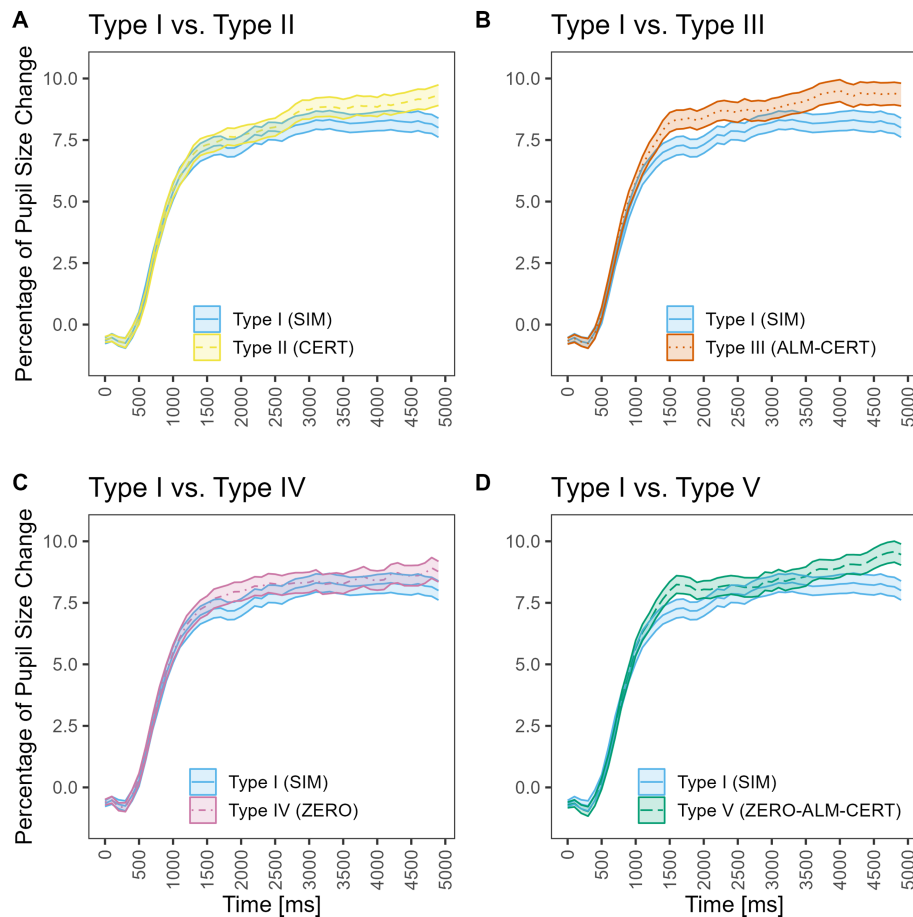 A Type I vs. Type II
Percentage of Pupil Size Change
10.0
7.5
5.0
2.5
0.0
Type I (SIM)
Type II (CERT)
0 500 1000 1500 2000 2500 3000 3500 4000 4500 5000
B Type I vs. Type III
10.0
7.5
5.0
2.5
0.0
Type I (SIM)
Type III (ALM-CERT)
0 500 1000 1500 2000 2500 3000 3500 4000 4500 5000
C Type I vs. Type IV
Percentage of Pupil Size Change
10.0
7.5
5.0
2.5
0.0
Type I (SIM)
Type IV (ZERO)
0 500 1000 1500 2000 2500 3000 3500 4000 4500 5000
Time [ms]
D Type I vs. Type V
10.0
7.5
5.0
2.5
0.0
Type I (SIM)
Type V (ZERO-ALM-CERT)
0 500 1000 1500 2000 2500 3000 3500 4000 4500 5000
Time [ms]